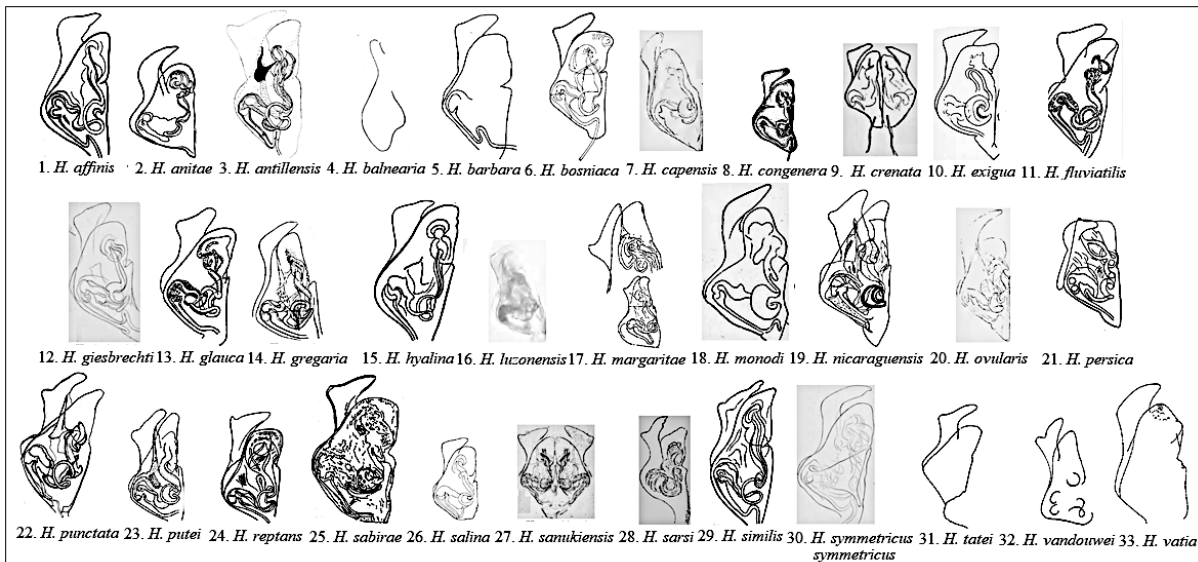 1. H. affinis 2. H. anitae 3. H. antillensis 4. H. balnearia 5. H. barbara 6. H. bosniaca 7. H. capensis 8. H. congenera 9. H. crenata 10. H. exigua 11. H. fluviatilis
12. H. giesbrechti 13. H. glauca 14. H. gregaria 15. H. hyalina 16. H. luzonensis 17. H. margaritae 18. H. monodi 19. H. nicaraguensis 20. H. ovularis 21. H. persica
22. H. punctata 23. H. putei 24. H. reptans 25. H. sabirae 26. H. salina 27. H. sanukiensis 28. H. sarsi 29. H. similis 30. H. symmetricus 31. H. tatei 32. H. vandouwei 33. H. vatia
symmetricus